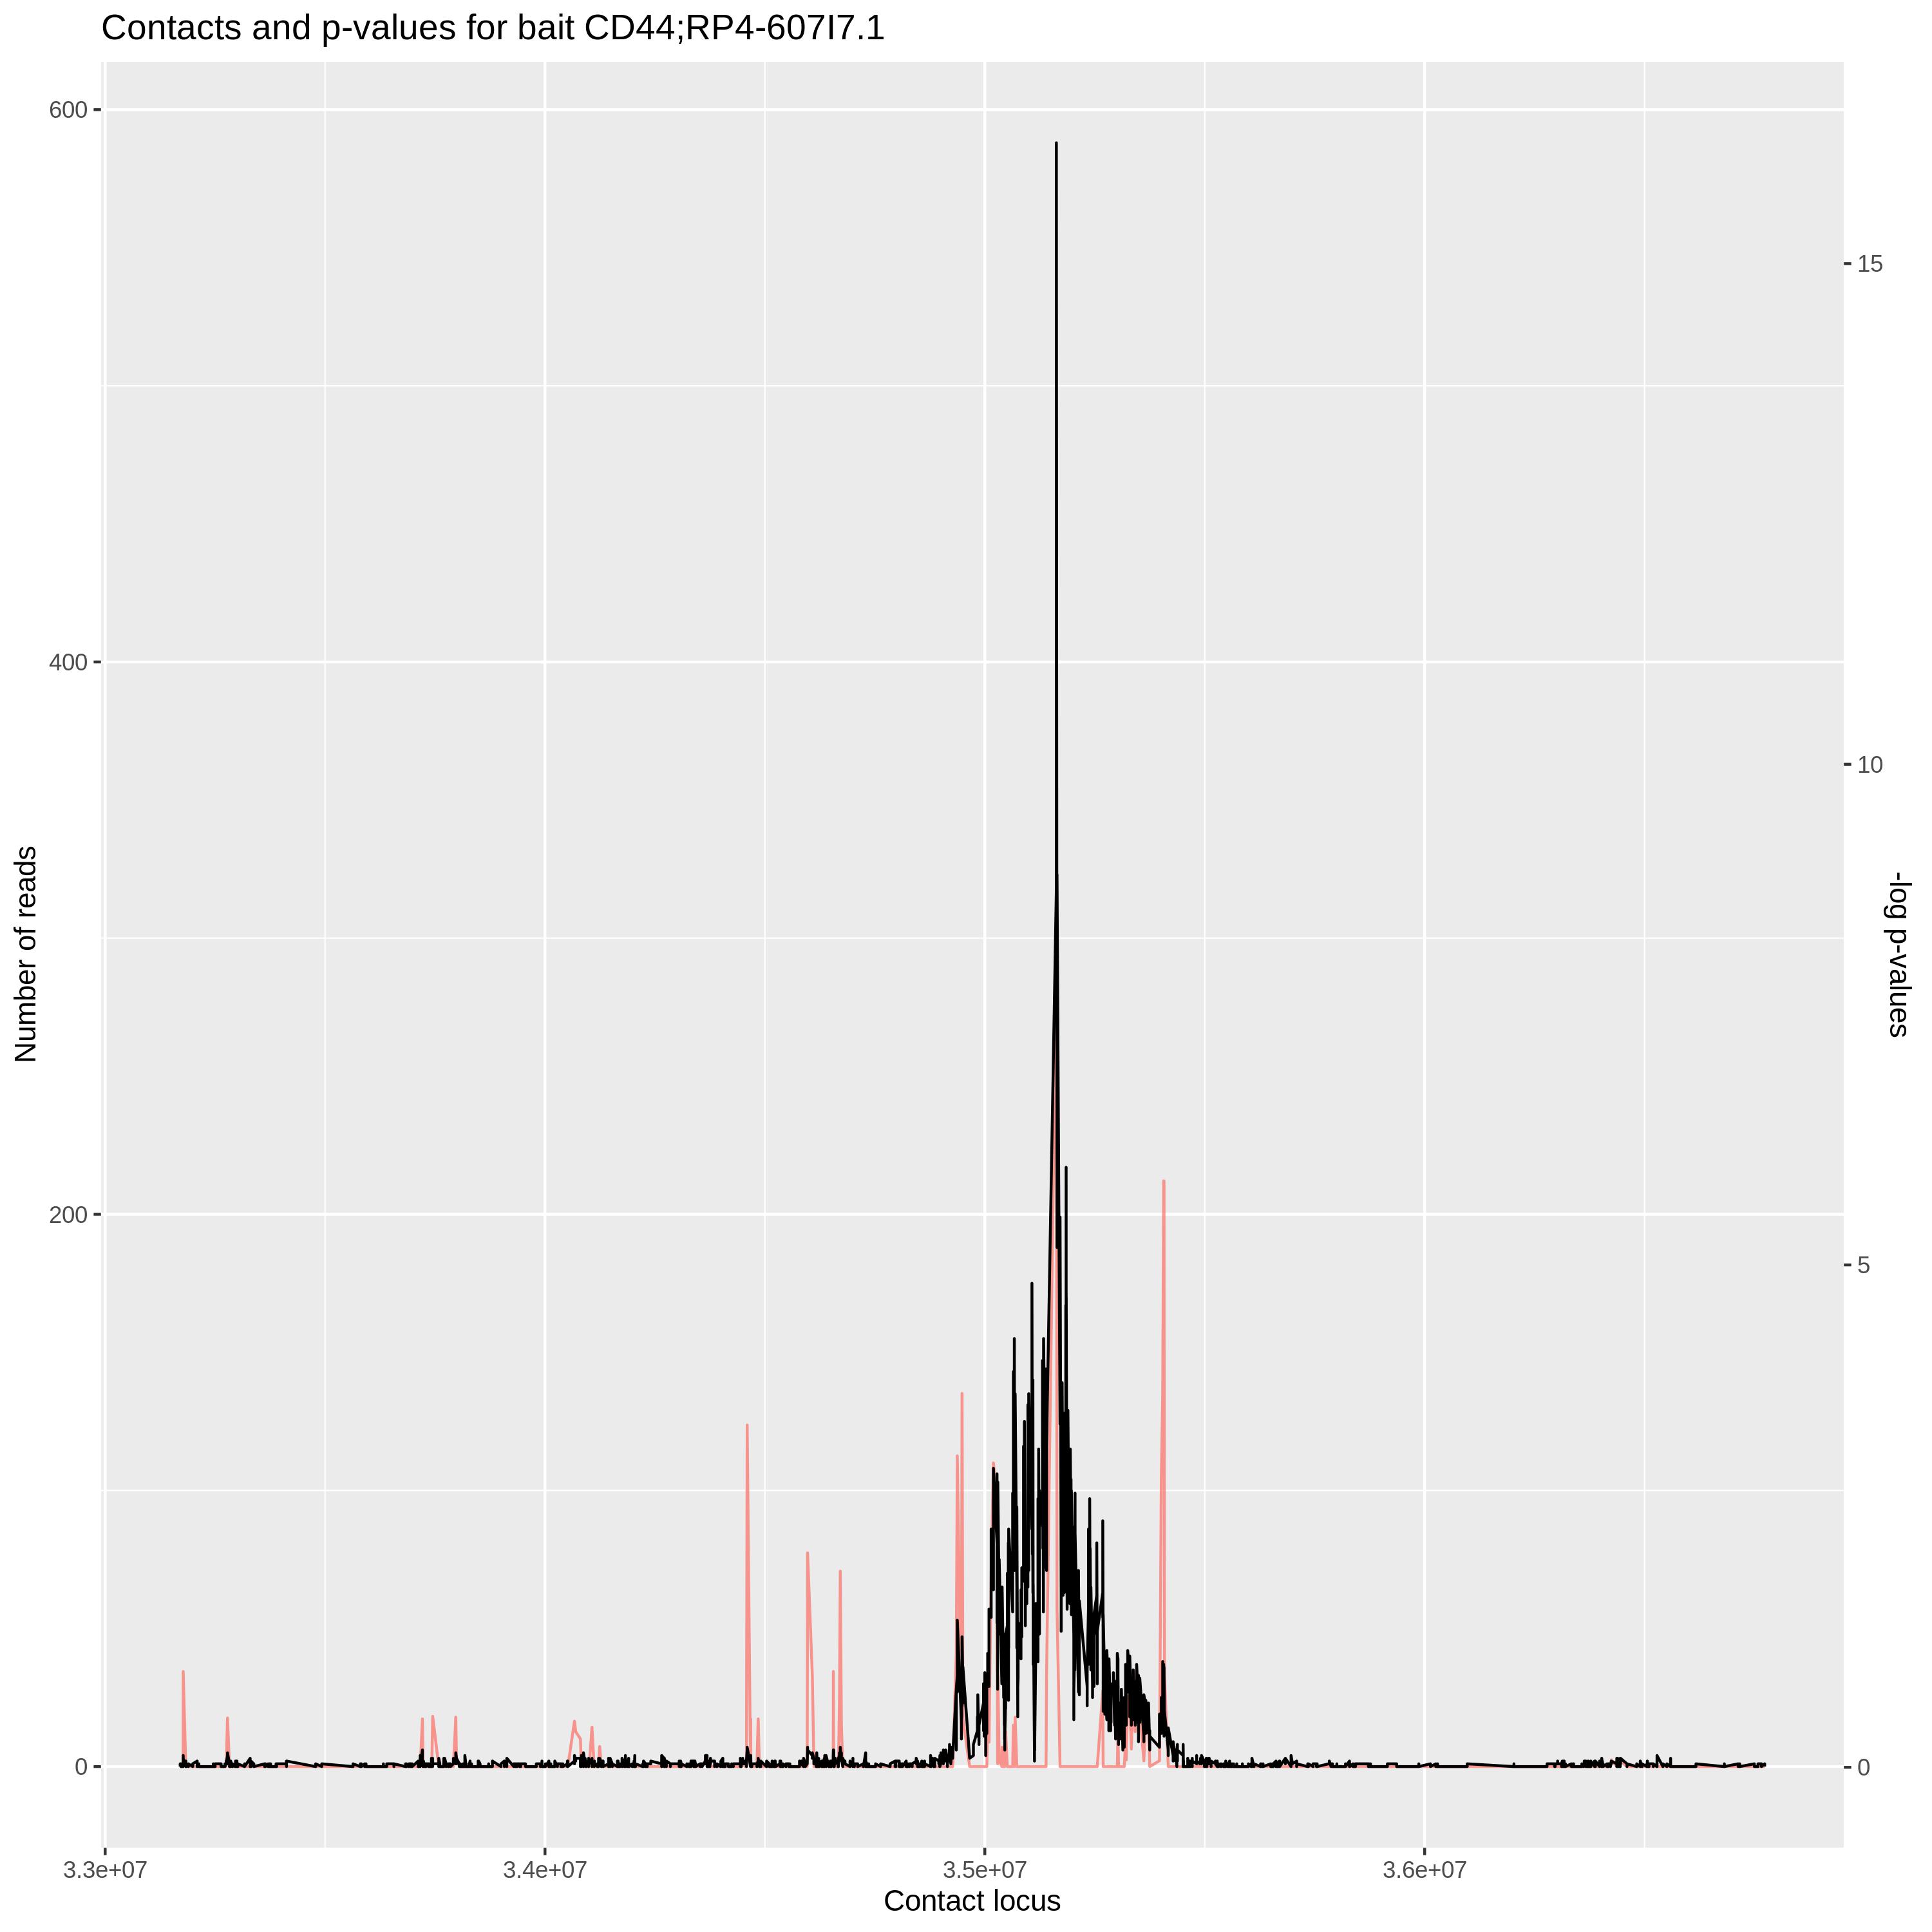 Contacts and p-values for bait CD44;RP4-607I7.1
600
400
200
0
Number of reads
15
10
5
0
-log p-values
3.3e+07
3.4e+07
3.5e+07
3.6e+07
Contact locus